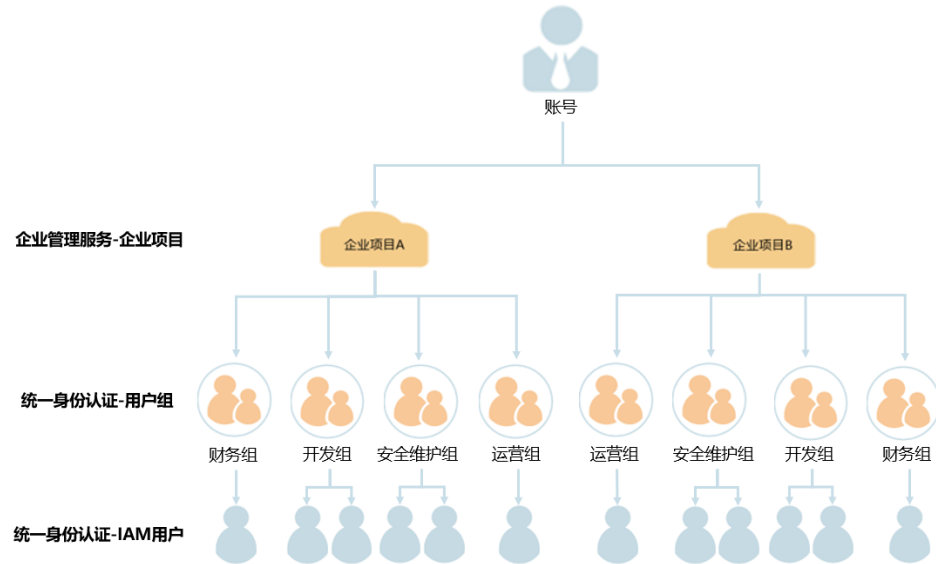 账号
企业管理服务-企业项目
企业项目A
企业项目B
统一身份认证-用户组
财务组
开发组
安全维护组
运营组
运营组
安全维护组
开发组
财务组
统一身份认证-IAM用户